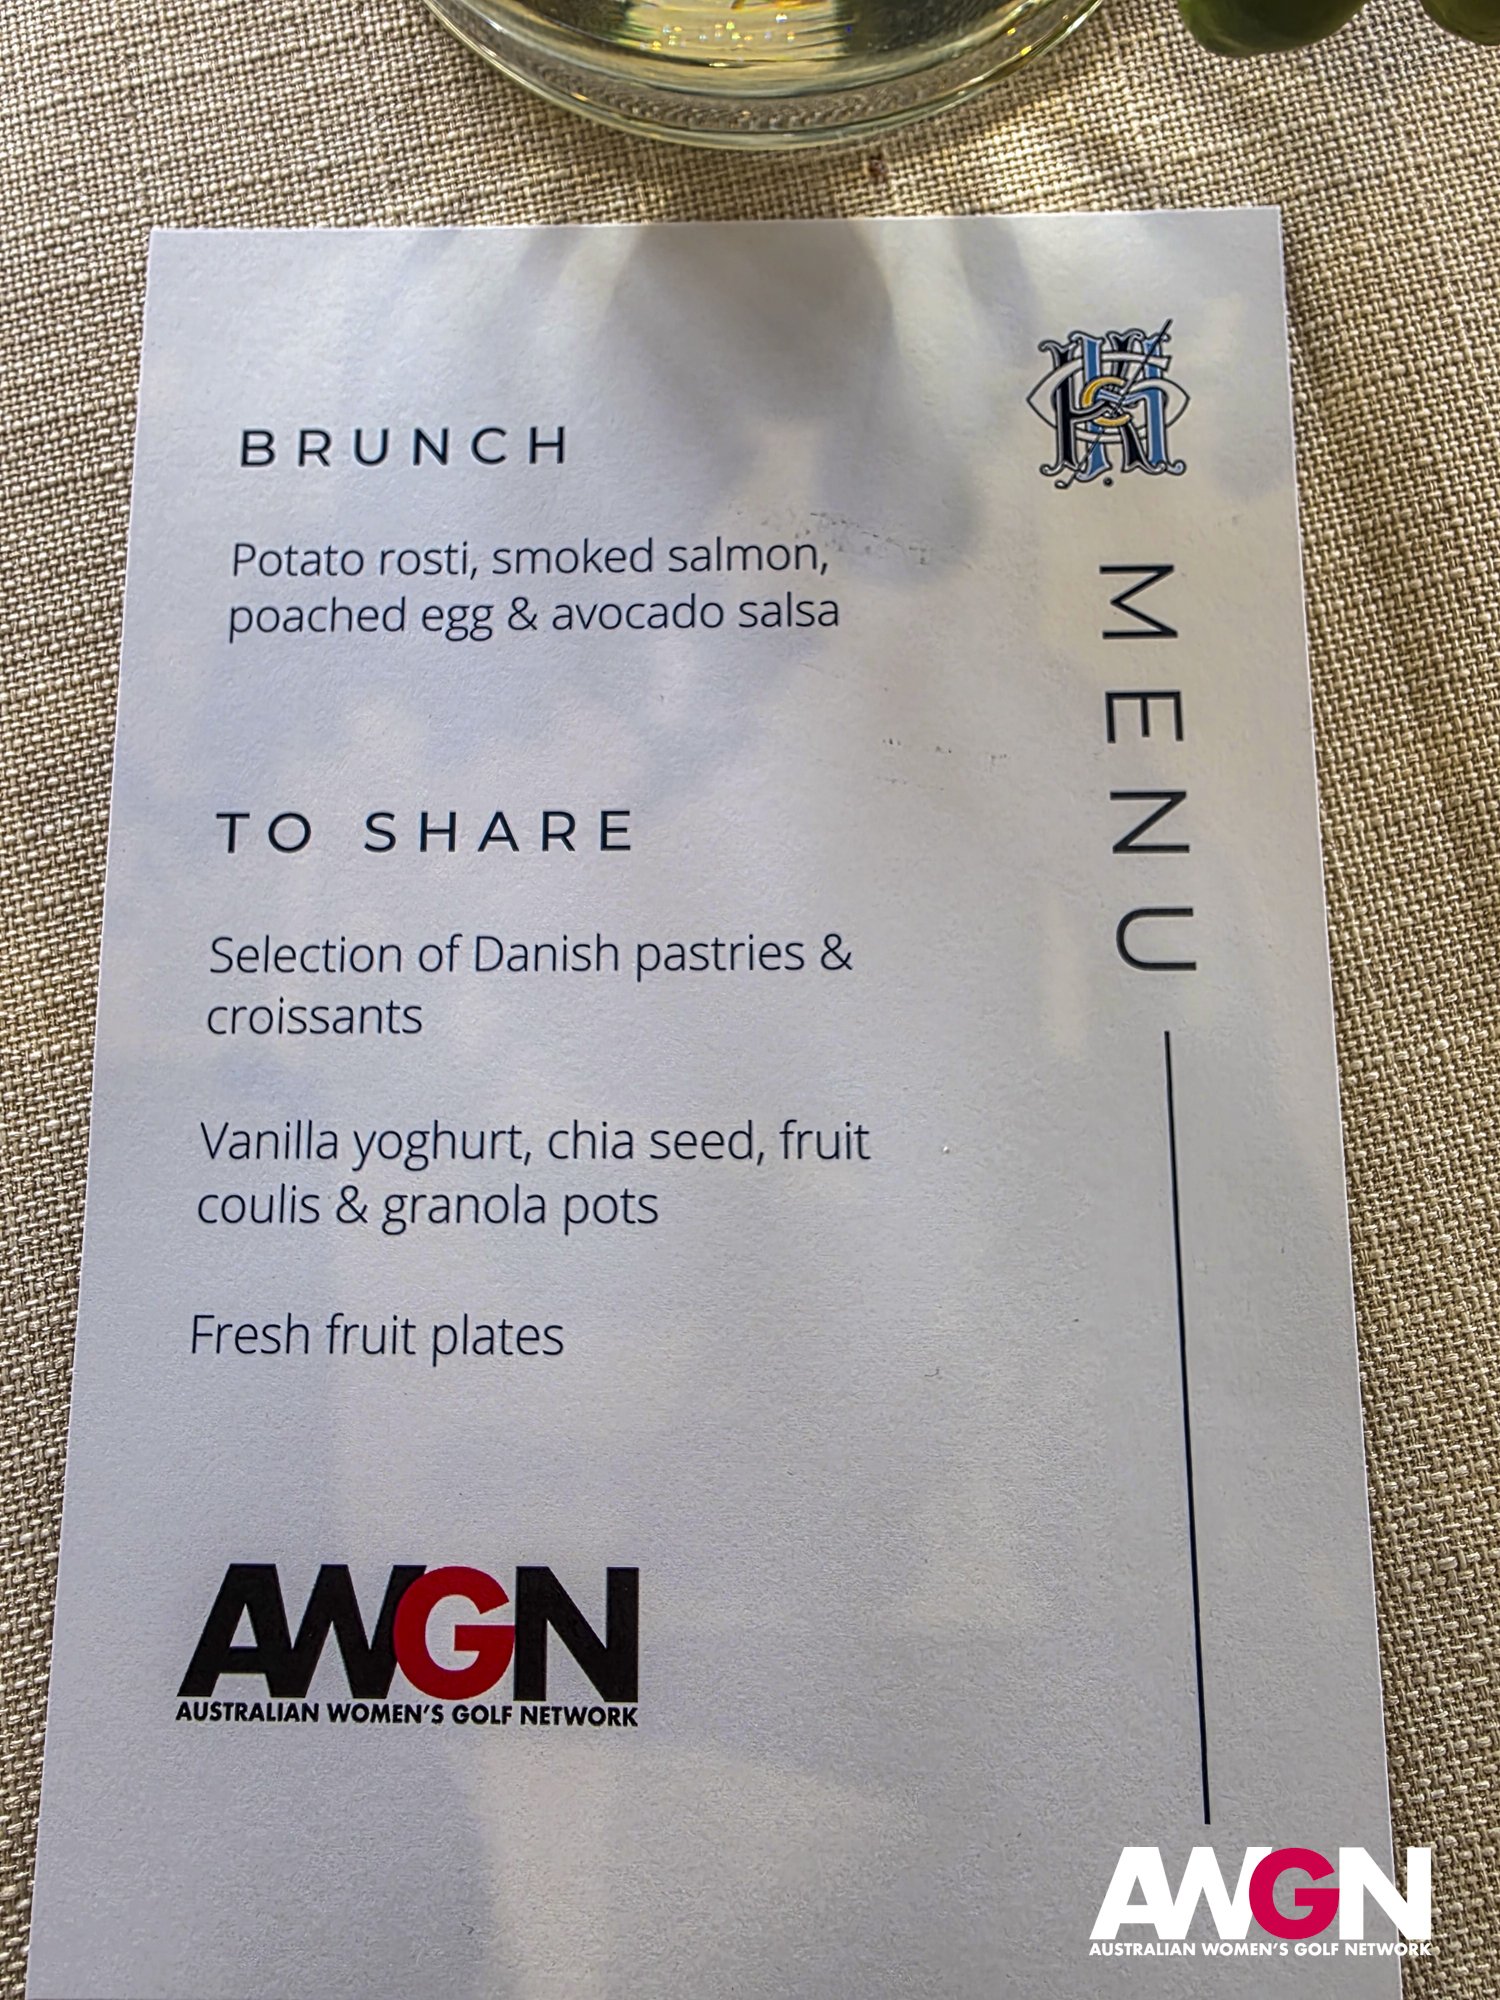 BRUNCH
Potato rosti, smoked salmon,
poached egg & avocado salsa
TO SHARE
Selection of Danish pastries &
croissants
Vanilla yoghurt, chia seed, fruit
coulis & granola pots
Fresh fruit plates
MENU
AWGN
AUSTRALIAN WOMEN'S GOLF NETWORK
AWGN
AUSTRALIAN WOMEN'S GOLF NETWORK